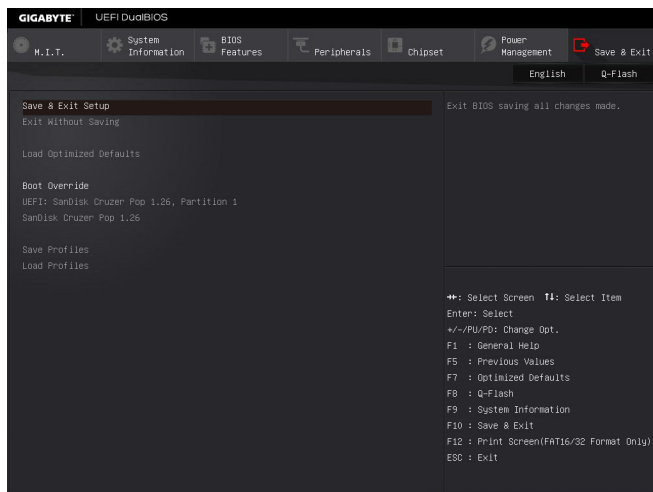 GIGABYTE™ UEFI DualBIOS
M.I.T.
System Information
BIOS Features
Peripherals
Chipset
Power Management
Save & Exit
English Q-Flash
Save & Exit Setup
Exit Without Saving
Load Optimized Defaults
Boot Override
UEFI: SanDisk Cruzer Pop 1.26, Partition 1
SanDisk Cruzer Pop 1.26
Save Profiles
Load Profiles
Exit BIOS saving all changes made.
→←: Select Screen ↑↓: Select Item
Enter: Select
+/-/PU/PD: Change Opt.
F1 : General Help
F5 : Previous Values
F7 : Optimized Defaults
F8 : Q-Flash
F9 : System Information
F10 : Save & Exit
F12 : Print Screen(FAT16/32 Format Only)
ESC : Exit